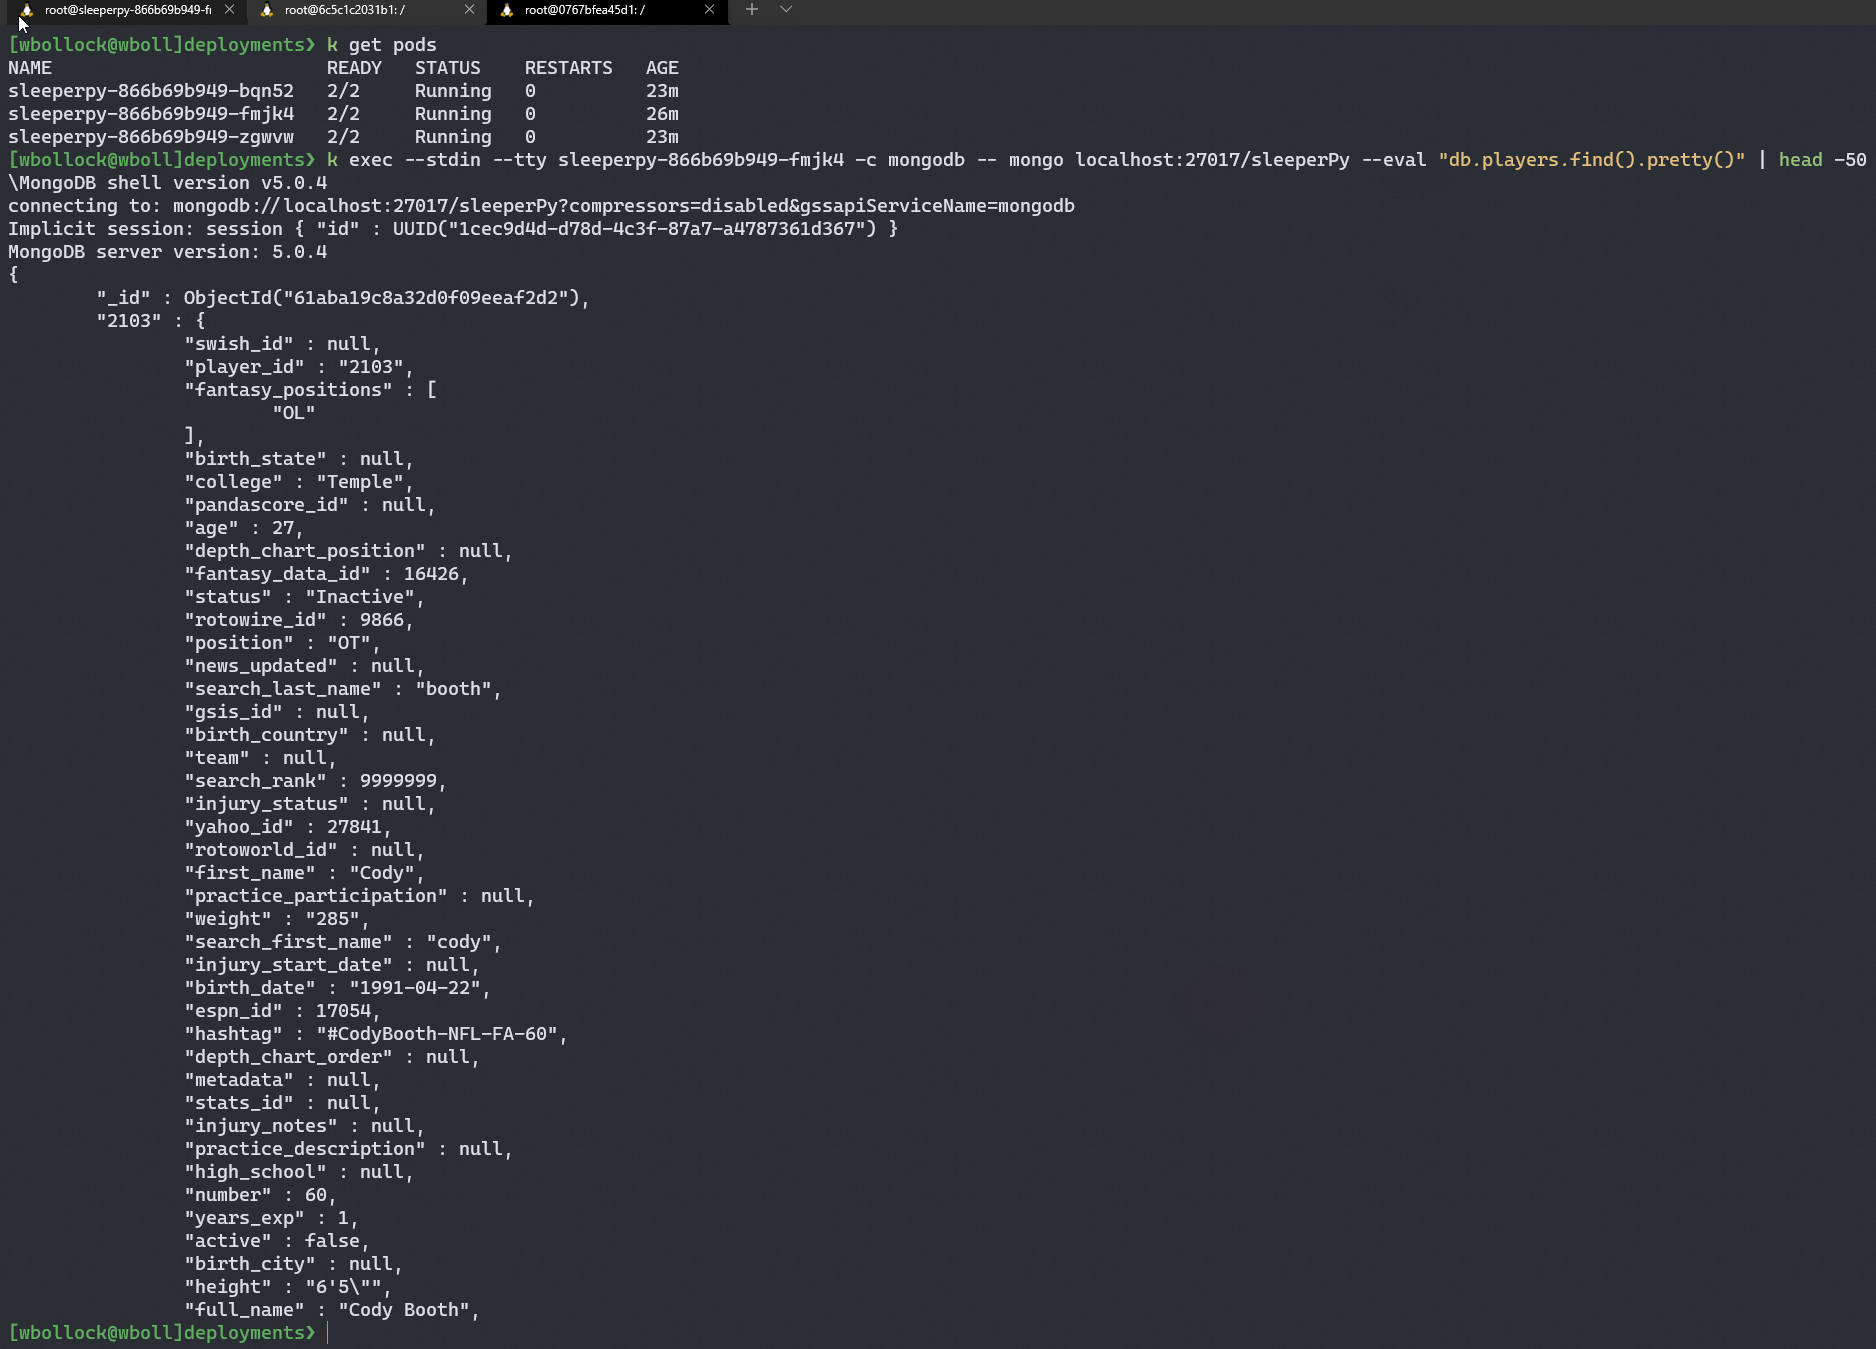 root@sleeperpy-866b69b949-f
root@6c5c1c2031b1: /
root@0767bfea45d1: /
[wbollock@wboll]deployments❯ k get pods
NAME                         READY   STATUS    RESTARTS   AGE
sleeperpy-866b69b949-bqn52   2/2     Running   0          23m
sleeperpy-866b69b949-fmjk4   2/2     Running   0          26m
sleeperpy-866b69b949-zgwvw   2/2     Running   0          23m
[wbollock@wboll]deployments❯ k exec --stdin --tty sleeperpy-866b69b949-fmjk4 -c mongodb -- mongo localhost:27017/sleeperPy --eval "db.players.find().pretty()" | head -50
\MongoDB shell version v5.0.4
connecting to: mongodb://localhost:27017/sleeperPy?compressors=disabled&gssapiServiceName=mongodb
Implicit session: session { "id" : UUID("1cec9d4d-d78d-4c3f-87a7-a4787361d367") }
MongoDB server version: 5.0.4
{
        "_id" : ObjectId("61aba19c8a32d0f09eeaf2d2"),
        "2103" : {
                "swish_id" : null,
                "player_id" : "2103",
                "fantasy_positions" : [
                        "OL"
                ],
                "birth_state" : null,
                "college" : "Temple",
                "pandascore_id" : null,
                "age" : 27,
                "depth_chart_position" : null,
                "fantasy_data_id" : 16426,
                "status" : "Inactive",
                "rotowire_id" : 9866,
                "position" : "OT",
                "news_updated" : null,
                "search_last_name" : "booth",
                "gsis_id" : null,
                "birth_country" : null,
                "team" : null,
                "search_rank" : 9999999,
                "injury_status" : null,
                "yahoo_id" : 27841,
                "rotoworld_id" : null,
                "first_name" : "Cody",
                "practice_participation" : null,
                "weight" : "285",
                "search_first_name" : "cody",
                "injury_start_date" : null,
                "birth_date" : "1991-04-22",
                "espn_id" : 17054,
                "hashtag" : "#CodyBooth-NFL-FA-60",
                "depth_chart_order" : null,
                "metadata" : null,
                "stats_id" : null,
                "injury_notes" : null,
                "practice_description" : null,
                "high_school" : null,
                "number" : 60,
                "years_exp" : 1,
                "active" : false,
                "birth_city" : null,
                "height" : "6'5\"",
                "full_name" : "Cody Booth",
[wbollock@wboll]deployments❯